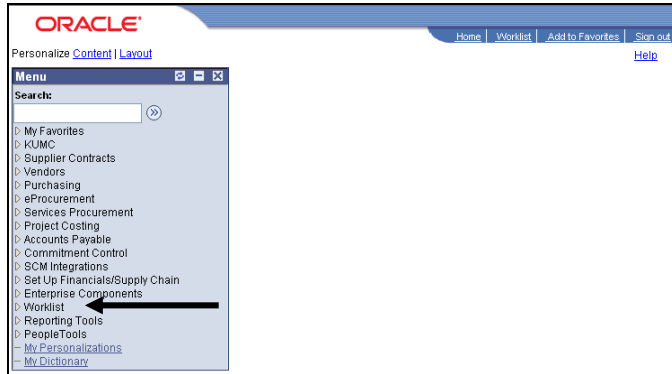 ORACLE'
Home | Worklist | Add to Favorites | Sign out
Personalize Content | Layout
Help
Menu
Search:
My Favorites
KUMC
Supplier Contracts
Vendors
Purchasing
eProcurement
Services Procurement
Project Costing
Accounts Payable
Commitment Control
SCM Integrations
Set Up Financials/Supply Chain
Enterprise Components
Worklist
Reporting Tools
PeopleTools
– My Personalizations
– My Dictionary